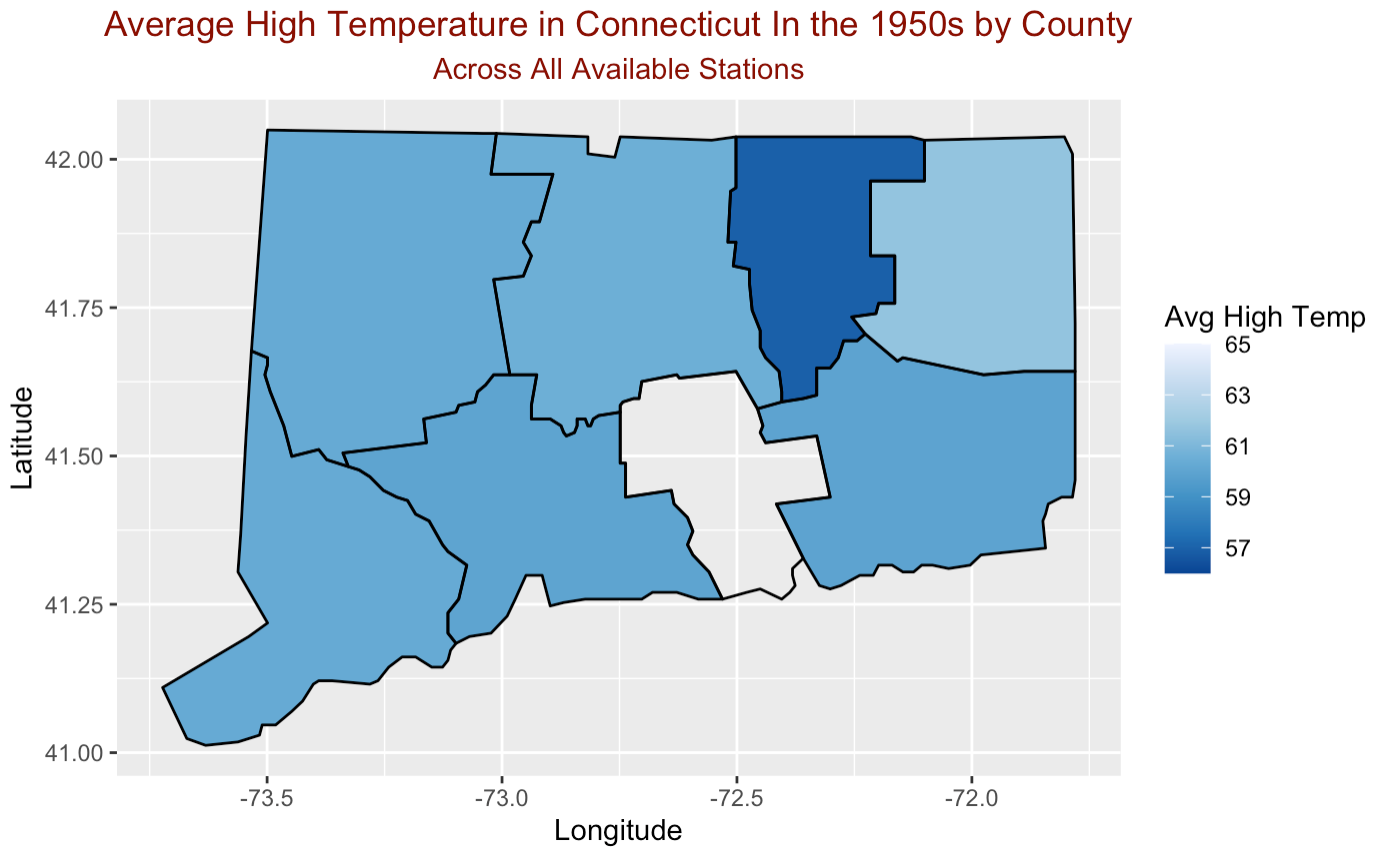 Average High Temperature in Connecticut In the 1950s by County
Across All Available Stations
Latitude
42.00
41.75
41.50
41.25
41.00
-73.5
-73.0
-72.5
-72.0
Longitude
Avg High Temp
65
63
61
59
57